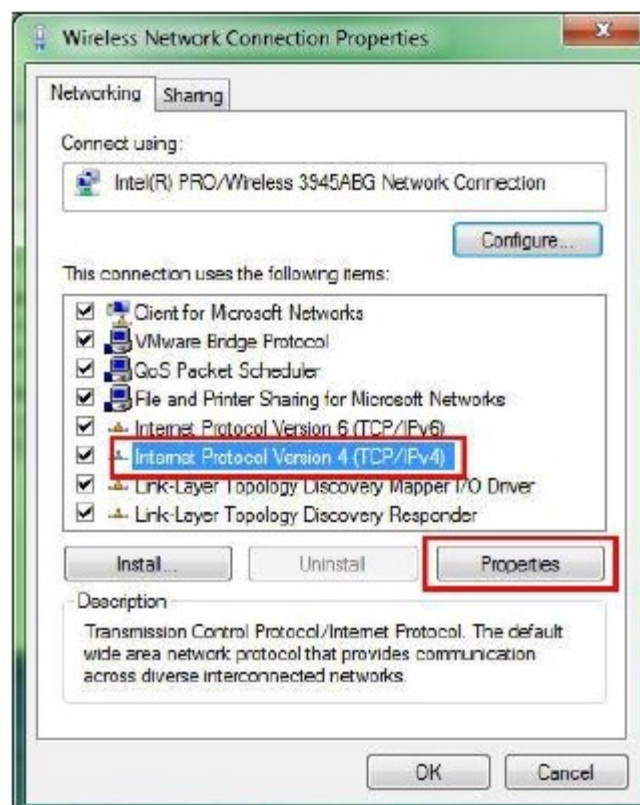 Wireless Network Connection Properties
Networking
Sharing
Connect using:
Intel(R) PRO/Wireless 3945ABG Network Connection
Configure...
This connection uses the following items:
Client for Microsoft Networks
VMware Bridge Protocol
QoS Packet Scheduler
File and Printer Sharing for Microsoft Networks
Internet Protocol Version 6 (TCP/IPv6)
Internet Protocol Version 4 (TCP/IPv4)
Link-Layer Topology Discovery Mapper I/O Driver
Link-Layer Topology Discovery Responder
Install...
Uninstall
Properties
Description
Transmission Control Protocol/Internet Protocol. The default
wide area network protocol that provides communication
across diverse interconnected networks.
OK
Cancel